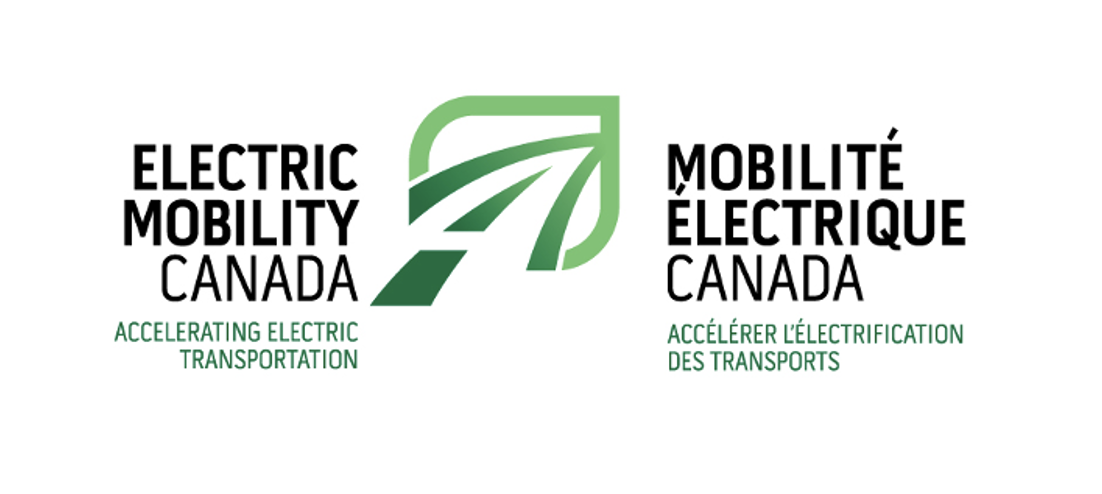 ELECTRIC
MOBILITY
CANADA
ACCELERATING ELECTRIC
TRANSPORTATION
MOBILITÉ
ÉLECTRIQUE
CANADA
ACCÉLÉRER L'ÉLECTRIFICATION
DES TRANSPORTS